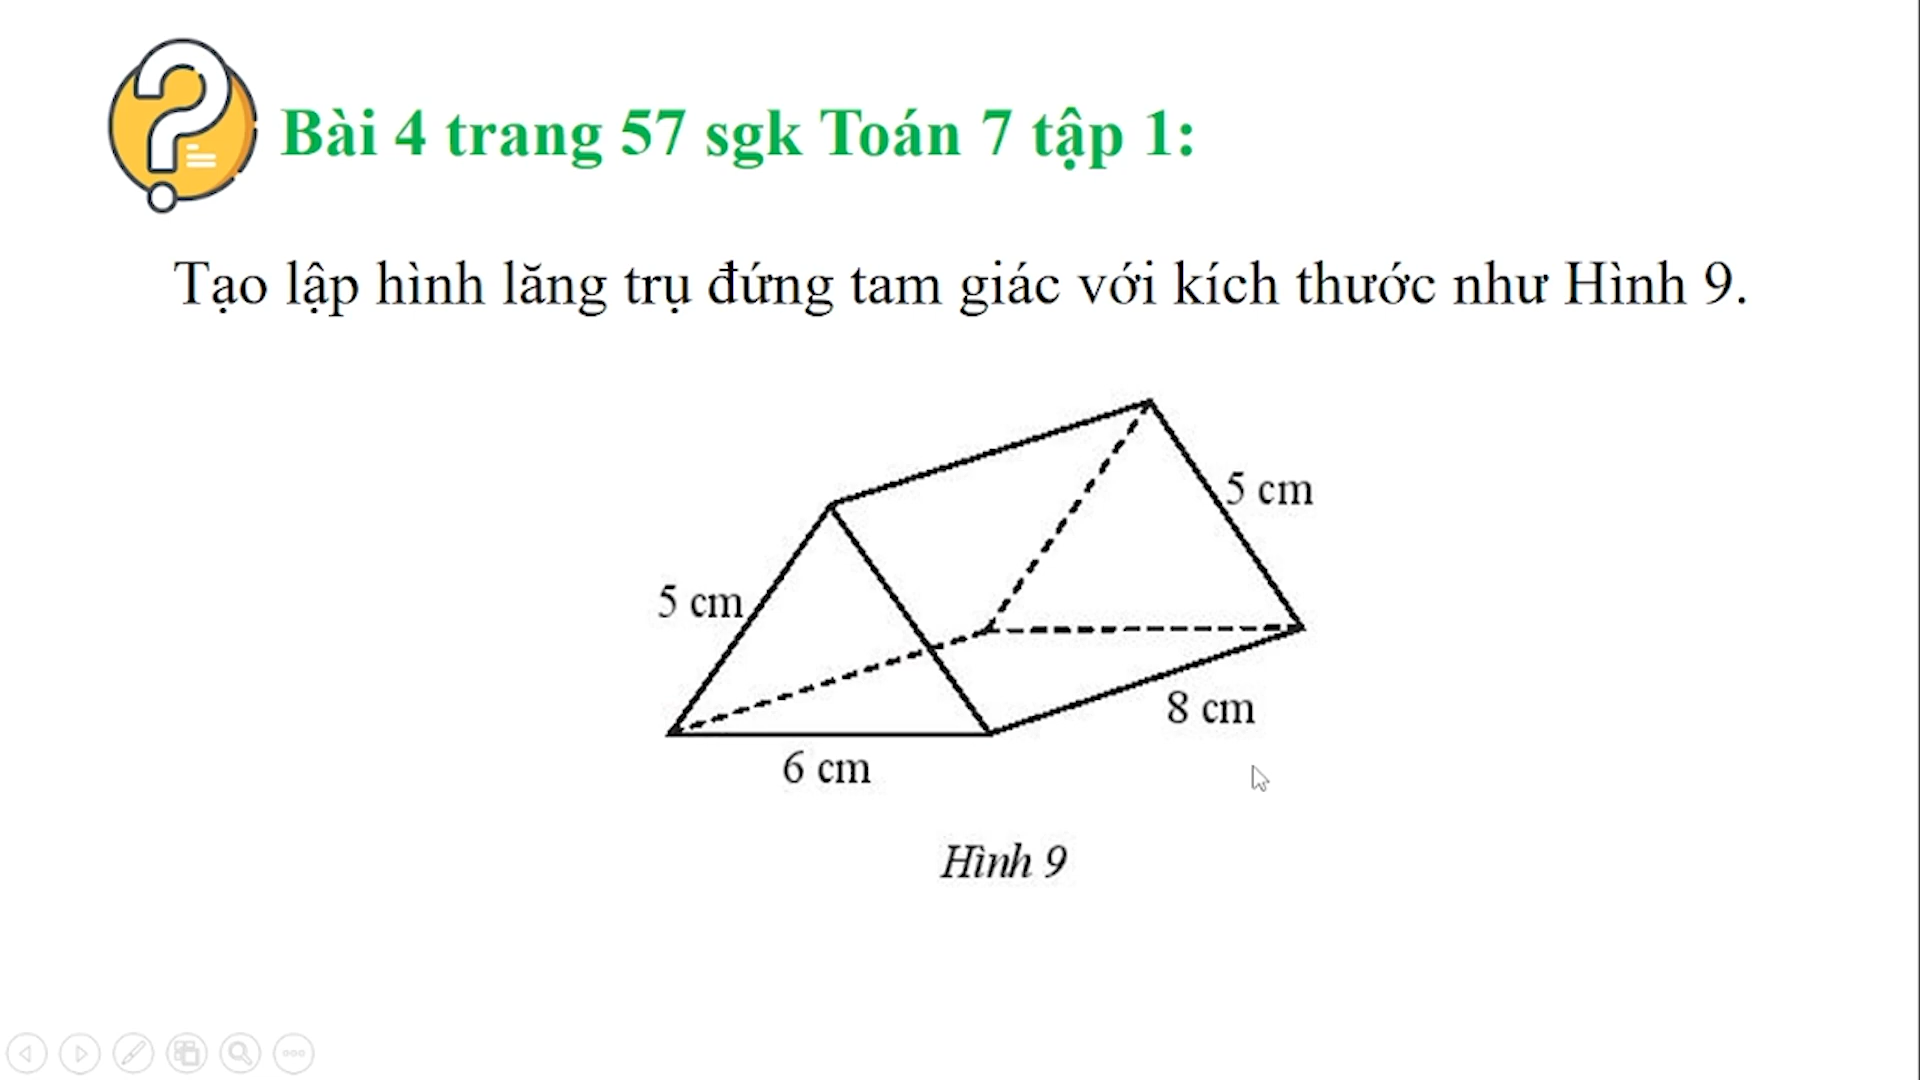 Bài 4 trang 57 sgk Toán 7 tập 1:
Tạo lập hình lăng trụ đứng tam giác với kích thước như Hình 9.
5 cm
5 cm
8 cm
6 cm
Hình 9